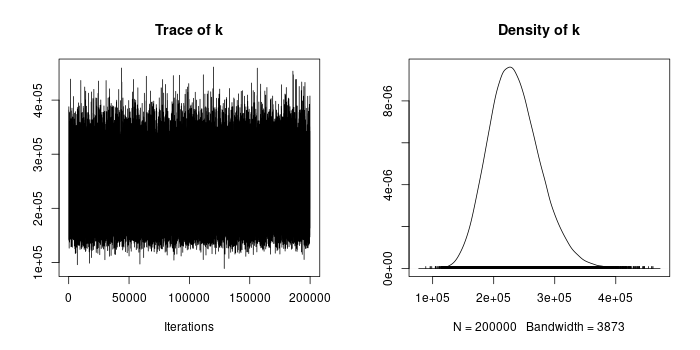 Trace of k
4e+05
3e+05
2e+05
1e+05
0 50000 100000 150000 200000
Iterations
Density of k
8e-06
4e-06
0e+00
1e+05 2e+05 3e+05 4e+05
N = 200000 Bandwidth = 3873